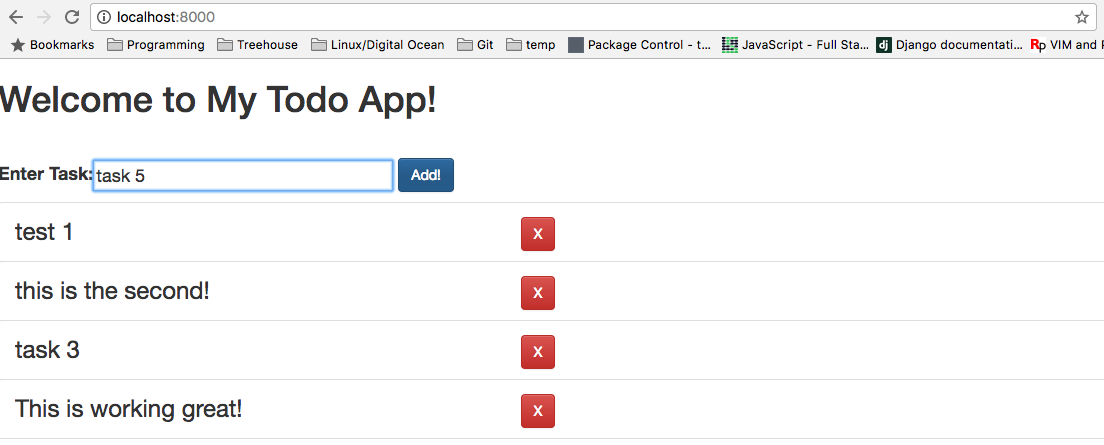 localhost:8000
Bookmarks Programming Treehouse Linux/Digital Ocean Git temp Package Control - t... JavaScript - Full Sta... dj Django documentati... Rp VIM and
Welcome to My Todo App!
Enter Task: task 5 Add!
test 1 X
this is the second! X
task 3 X
This is working great! X